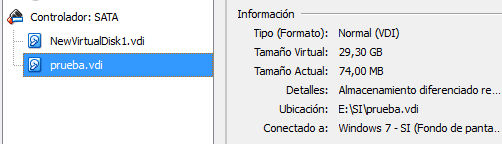 Controlador: SATA
NewVirtualDisk1.vdi
prueba.vdi
Información
Tipo (Formato): Normal (VDI)
Tamaño Virtual: 29,30 GB
Tamaño Actual: 74,00 MB
Detalles: Almacenamiento diferenciado re...
Ubicación: E:\SI\prueba.vdi
Conectado a: Windows 7 - SI (Fondo de panta...